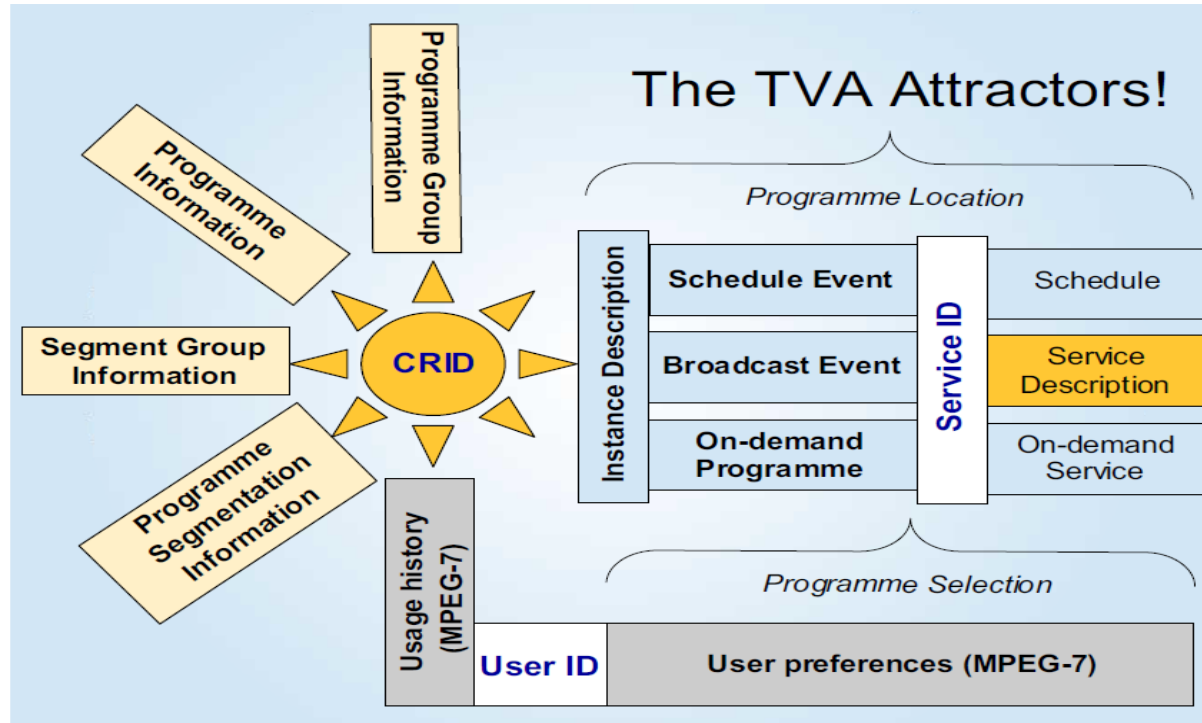 The TVA Attractors!
Programme Group
Information
Programme
Information
Segment Group
Information
Programme
Segmentation
Information
CRID
Usage history
(MPEG-7)
User ID
User preferences (MPEG-7)
Programme Location
Instance Description
Schedule Event
Broadcast Event
On-demand
Programme
Service ID
Schedule
Service
Description
On-demand
Service
Programme Selection